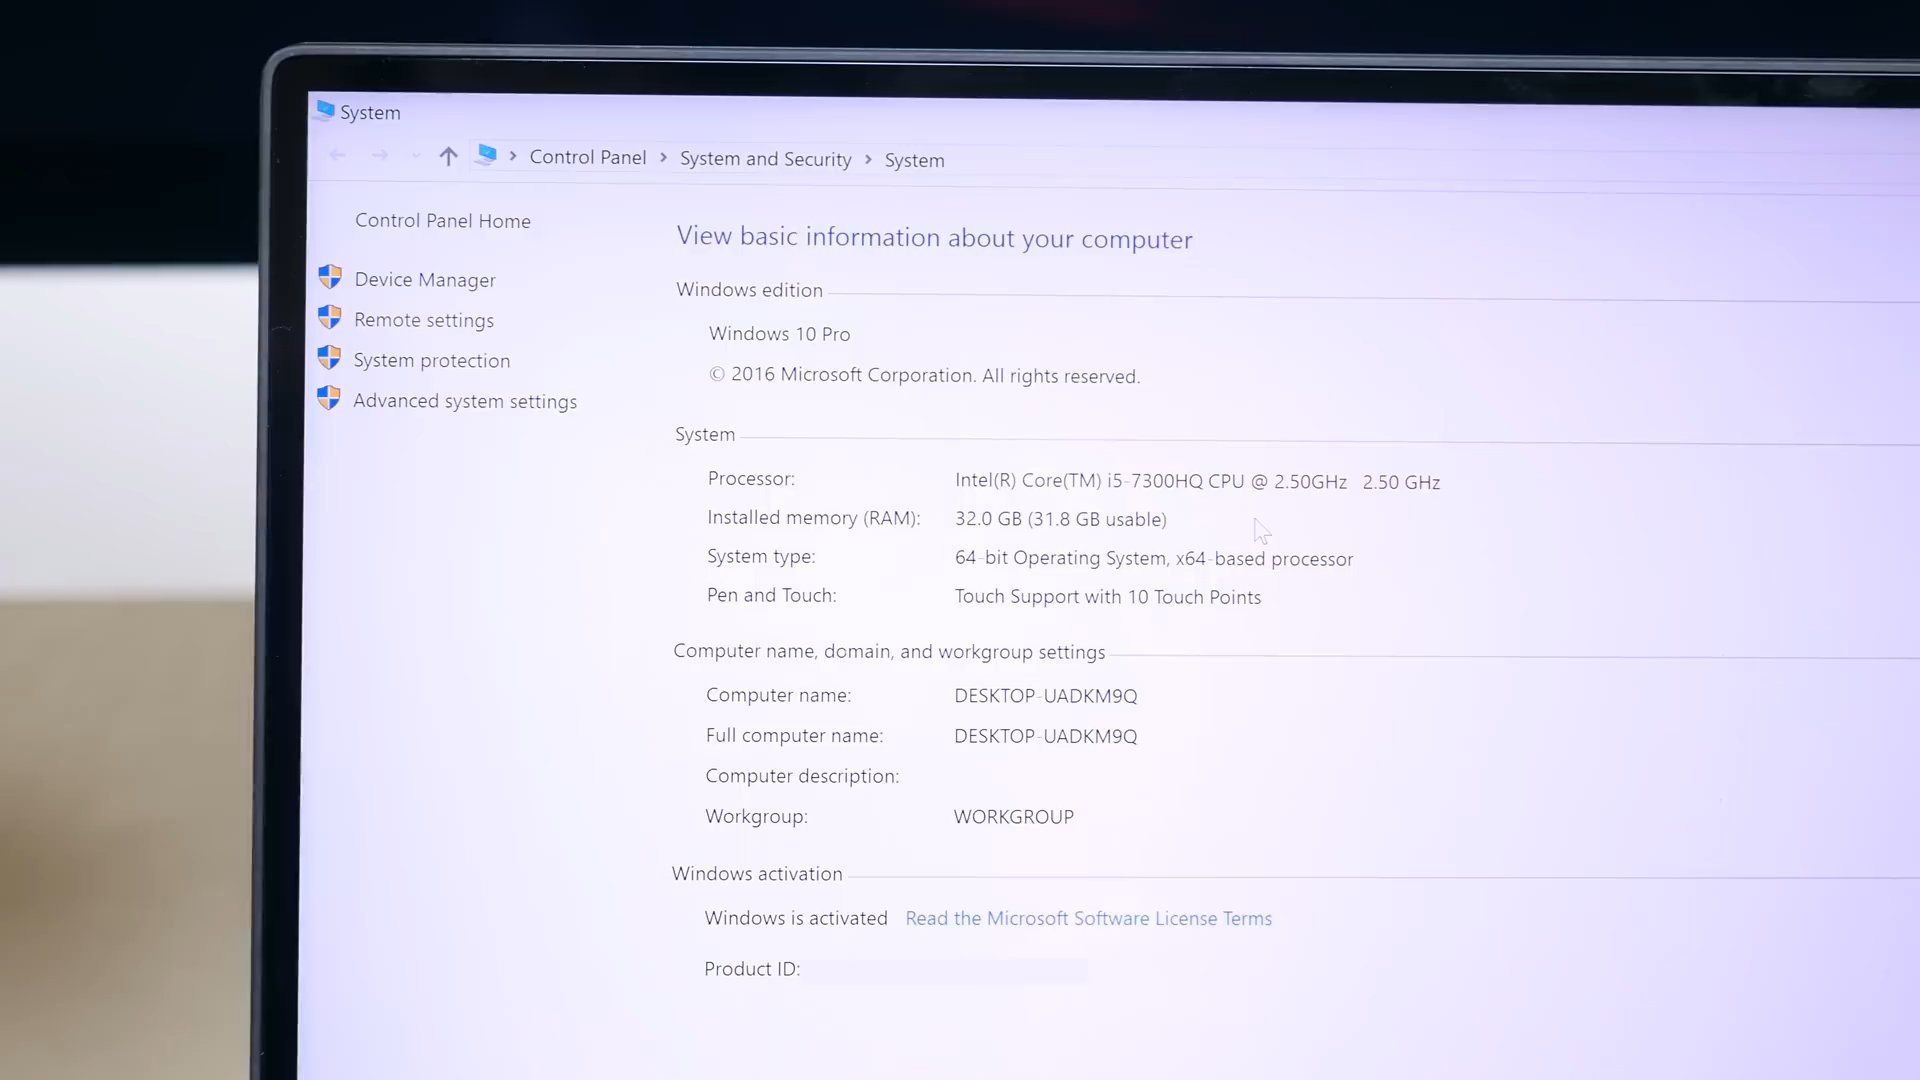 System
Control Panel > System and Security > System
Control Panel Home
Device Manager
Remote settings
System protection
Advanced system settings
View basic information about your computer
Windows edition
Windows 10 Pro
© 2016 Microsoft Corporation. All rights reserved.
System
Processor: Intel(R) Core(TM) i5-7300HQ CPU @ 2.50GHz 2.50 GHz
Installed memory (RAM): 32.0 GB (31.8 GB usable)
System type: 64-bit Operating System, x64-based processor
Pen and Touch: Touch Support with 10 Touch Points
Computer name, domain, and workgroup settings
Computer name: DESKTOP-UADKM9Q
Full computer name: DESKTOP-UADKM9Q
Computer description:
Workgroup: WORKGROUP
Windows activation
Windows is activated Read the Microsoft Software License Terms
Product ID: